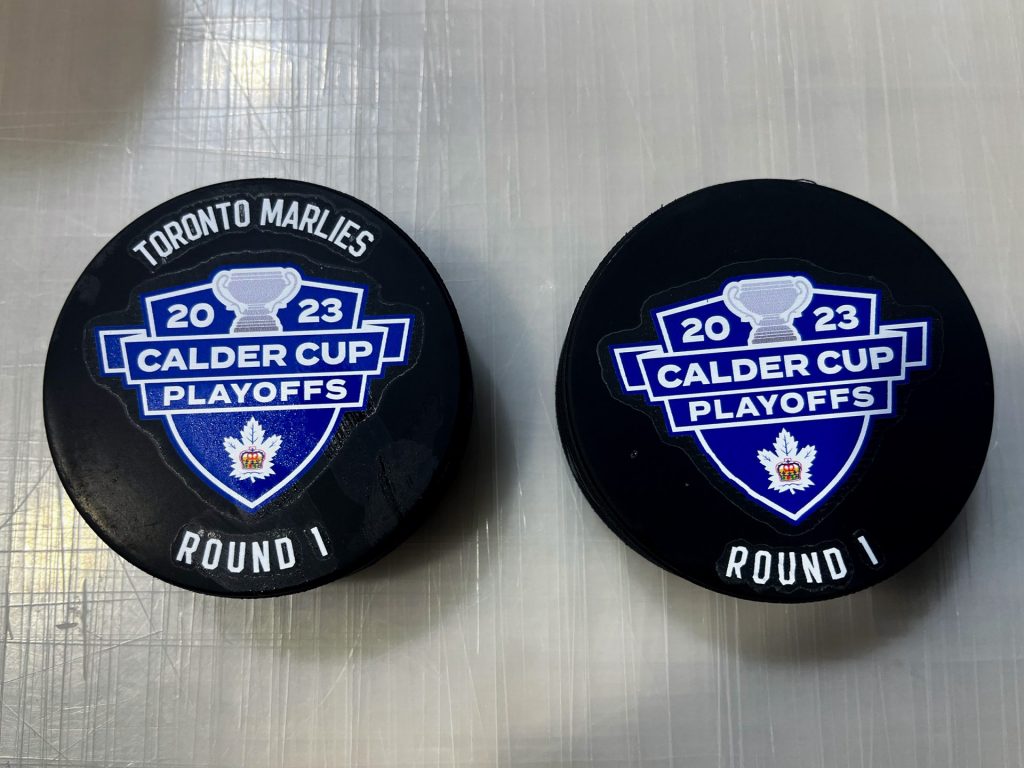 TORONTO MARLIES
20 23
CALDER CUP
PLAYOFFS
ROUND 1
20 23
CALDER CUP
PLAYOFFS
ROUND 1